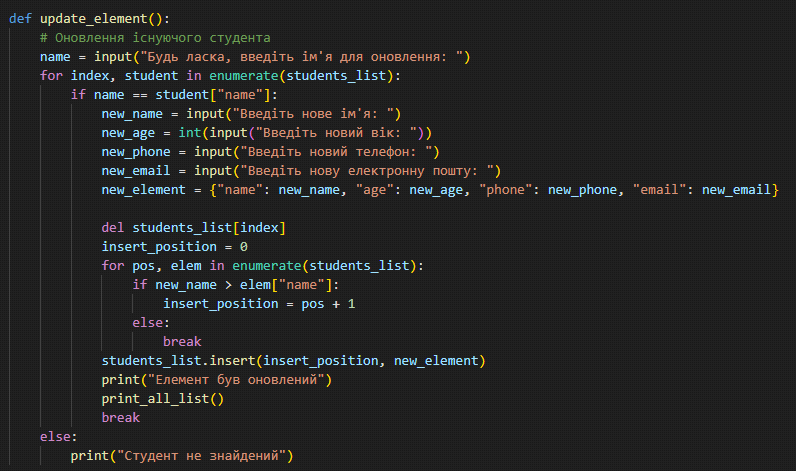 def update_element():
    # Оновлення існуючого студента
    name = input("Будь ласка, введіть ім'я для оновлення: ")
    for index, student in enumerate(students_list):
        if name == student["name"]:
            new_name = input("Введіть нове ім'я: ")
            new_age = int(input("Введіть новий вік: "))
            new_phone = input("Введіть новий телефон: ")
            new_email = input("Введіть нову електронну пошту: ")
            new_element = {"name": new_name, "age": new_age, "phone": new_phone, "email": new_email}

            del students_list[index]
            insert_position = 0
            for pos, elem in enumerate(students_list):
                if new_name > elem["name"]:
                    insert_position = pos + 1
                else:
                    break
            students_list.insert(insert_position, new_element)
            print("Елемент був оновлений")
            print_all_list()
            break
    else:
        print("Студент не знайдений")